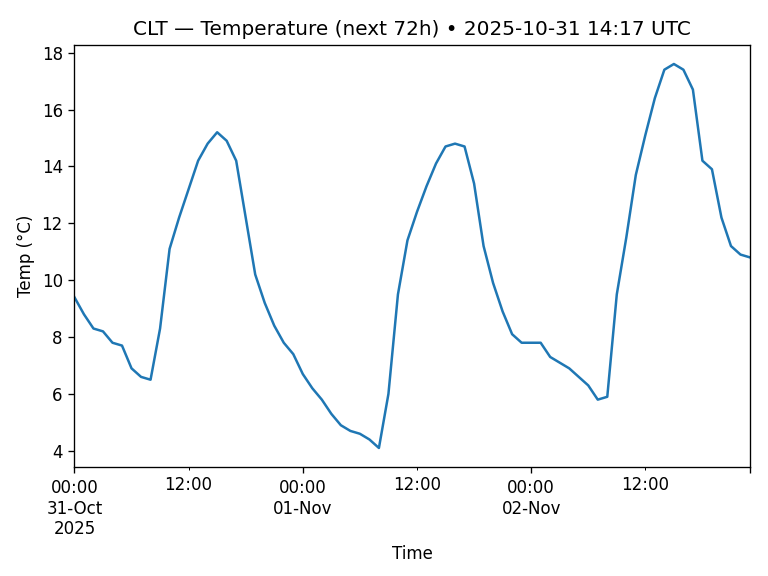 CLT — Temperature (next 72h) • 2025-10-31 14:17 UTC
18
16
14
12
10
8
6
4
Temp (°C)
00:00 12:00 00:00 12:00 00:00 12:00
31-Oct 01-Nov 02-Nov
2025
Time